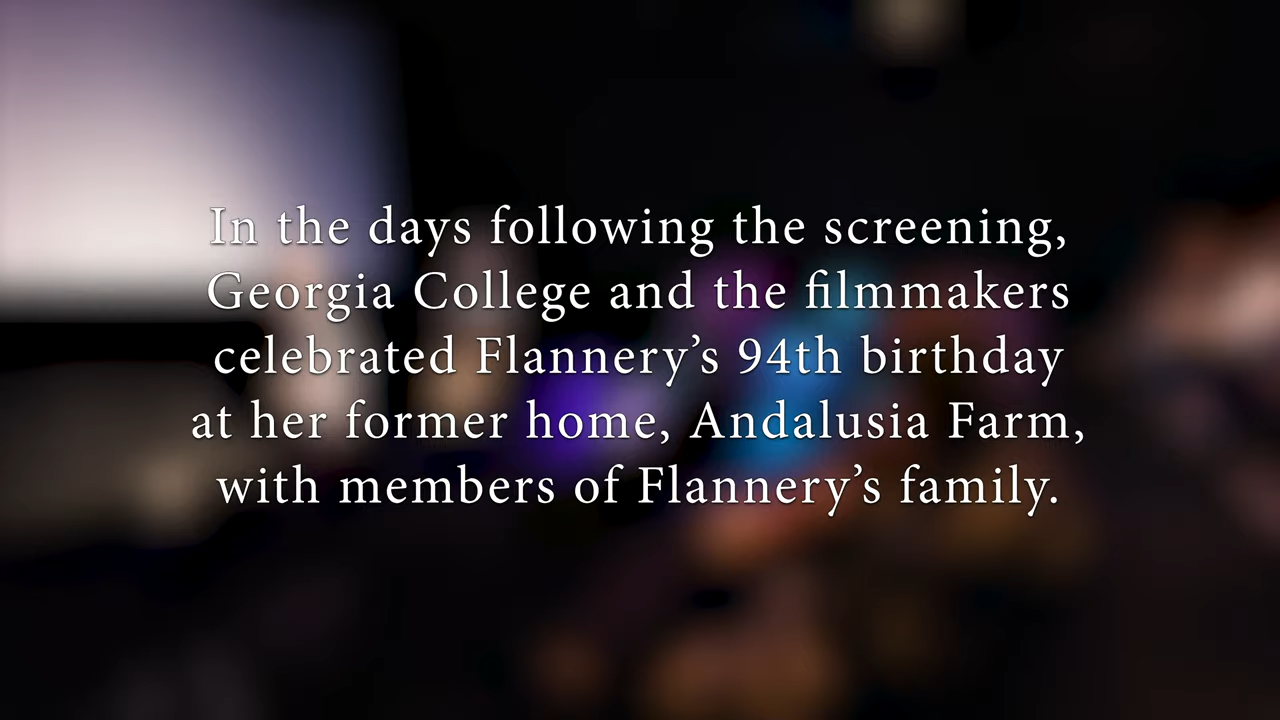 In the days following the screening,
Georgia College and the filmmakers
celebrated Flannery’s 94th birthday
at her former home, Andalusia Farm,
with members of Flannery’s family.